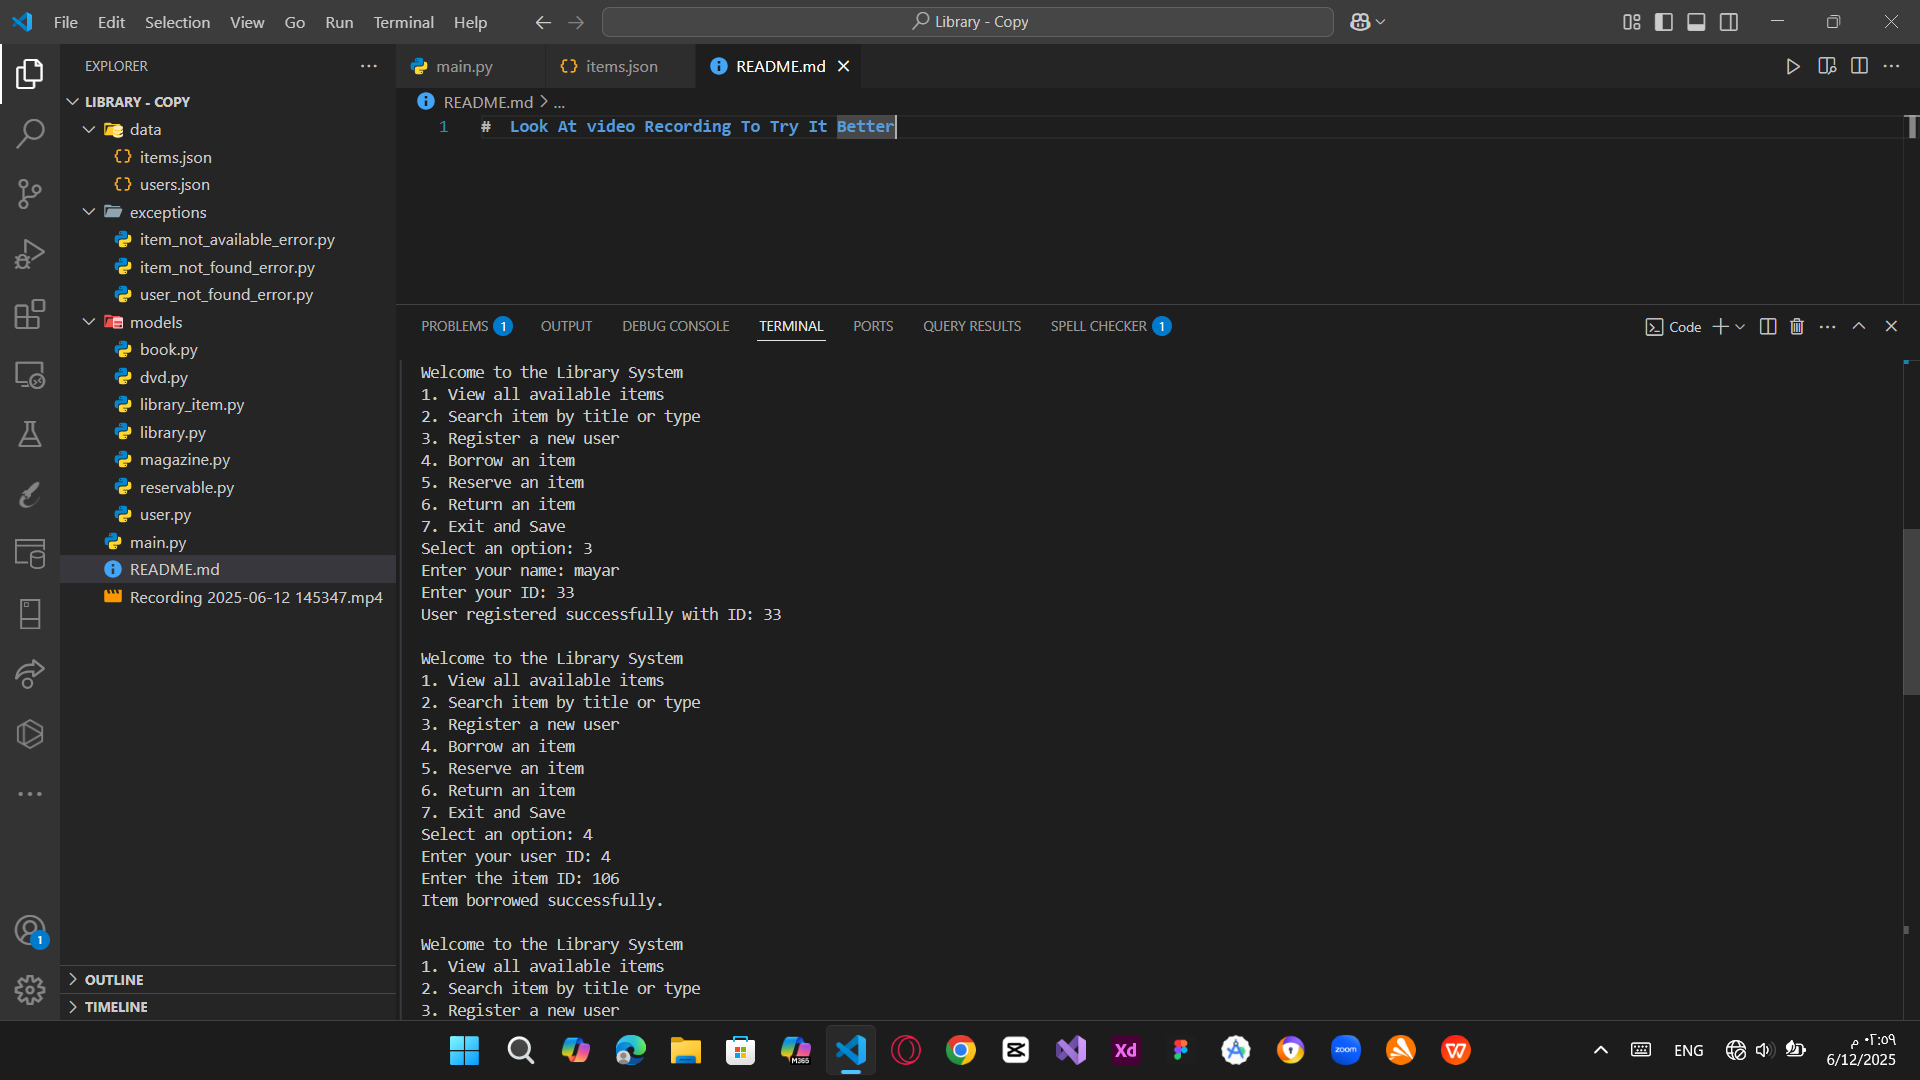 File Edit Selection View Go Run Terminal Help
Library - Copy
EXPLORER
LIBRARY - COPY
data
items.json
users.json
exceptions
item_not_available_error.py
item_not_found_error.py
user_not_found_error.py
models
book.py
dvd.py
library_item.py
library.py
magazine.py
reservable.py
user.py
main.py
README.md
Recording 2025-06-12 145347.mp4
OUTLINE
TIMELINE
1
main.py items.json README.md
README.md > ...
1 # Look At video Recording To Try It Better
PROBLEMS 1 OUTPUT DEBUG CONSOLE TERMINAL PORTS QUERY RESULTS SPELL CHECKER 1
Code
Welcome to the Library System
1. View all available items
2. Search item by title or type
3. Register a new user
4. Borrow an item
5. Reserve an item
6. Return an item
7. Exit and Save
Select an option: 3
Enter your name: mayar
Enter your ID: 33
User registered successfully with ID: 33
Welcome to the Library System
1. View all available items
2. Search item by title or type
3. Register a new user
4. Borrow an item
5. Reserve an item
6. Return an item
7. Exit and Save
Select an option: 4
Enter your user ID: 4
Enter the item ID: 106
Item borrowed successfully.
Welcome to the Library System
1. View all available items
2. Search item by title or type
3. Register a new user
M365
Xd
zoom
W
ENG
٠٢:٥٩ م
6/12/2025